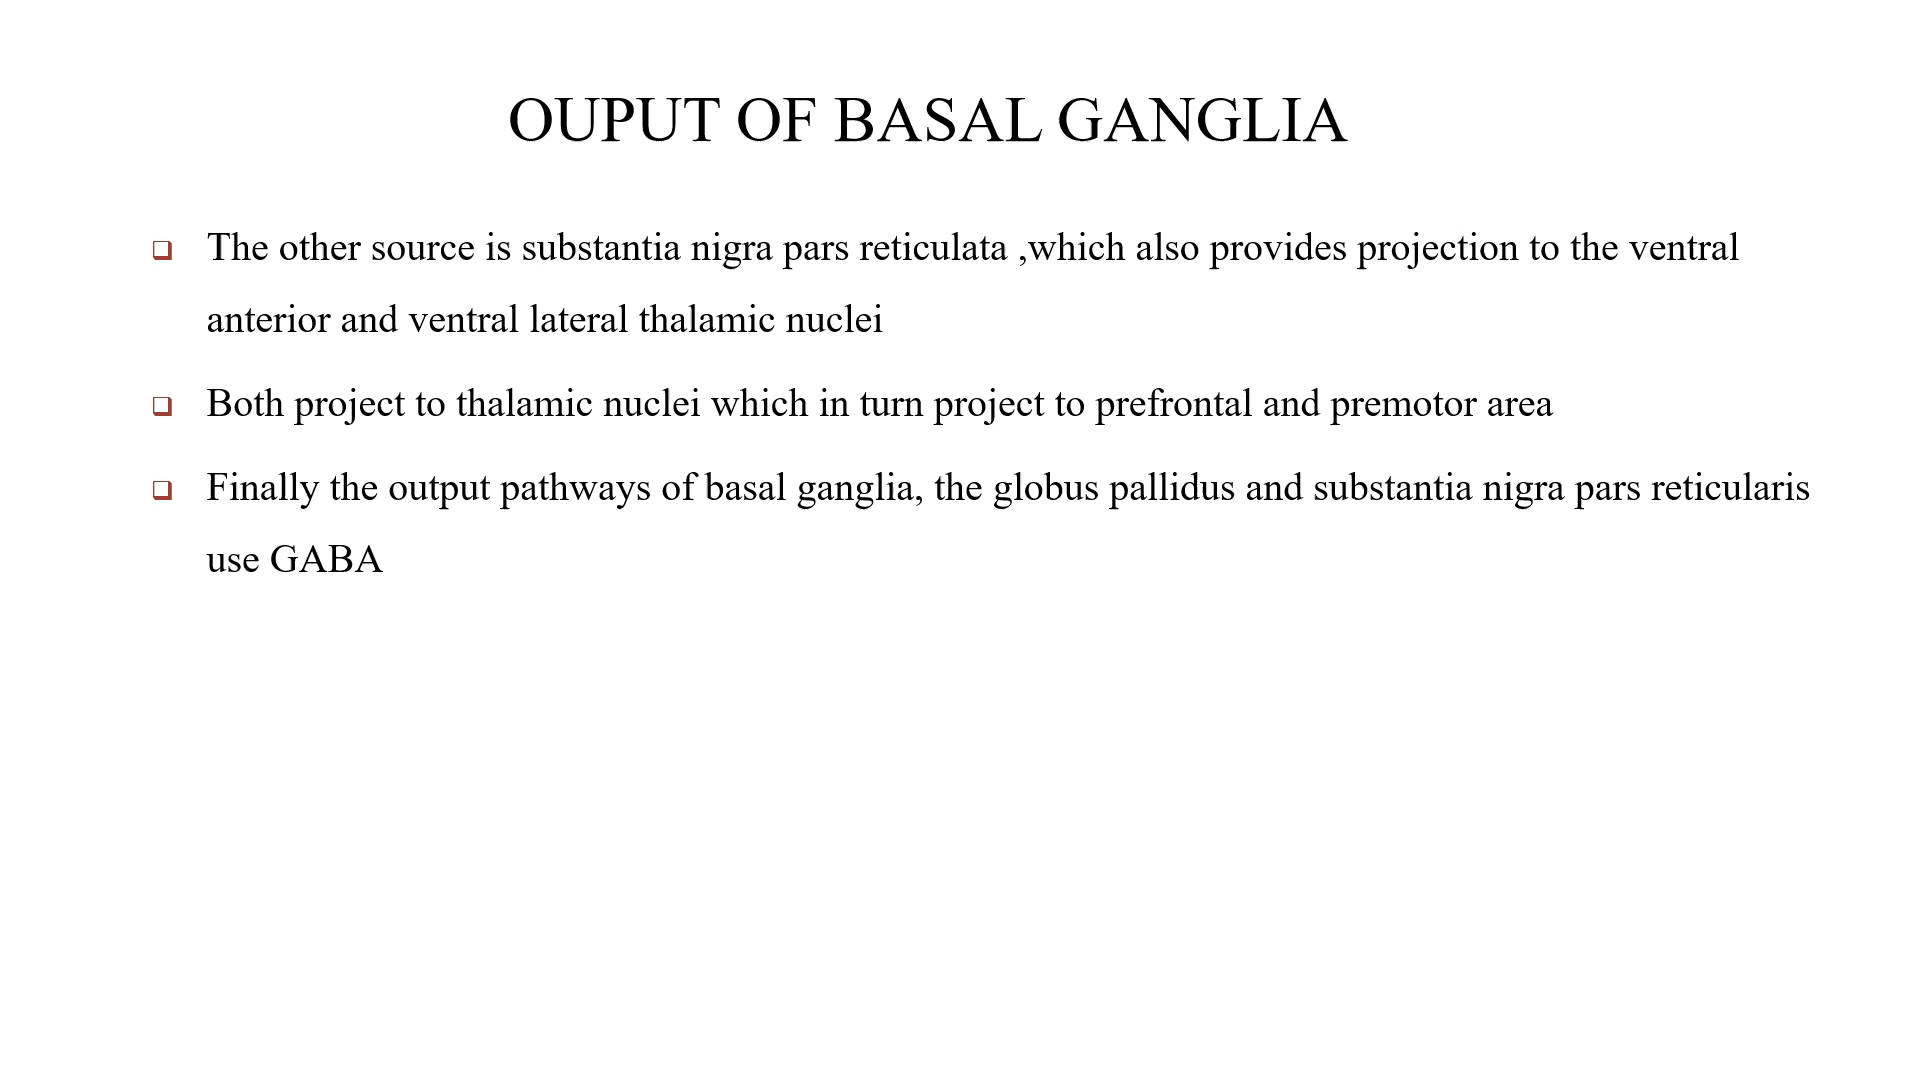 OUPUT OF BASAL GANGLIA
The other source is substantia nigra pars reticulata ,which also provides projection to the ventral
anterior and ventral lateral thalamic nuclei
Both project to thalamic nuclei which in turn project to prefrontal and premotor area
Finally the output pathways of basal ganglia, the globus pallidus and substantia nigra pars reticularis
use GABA